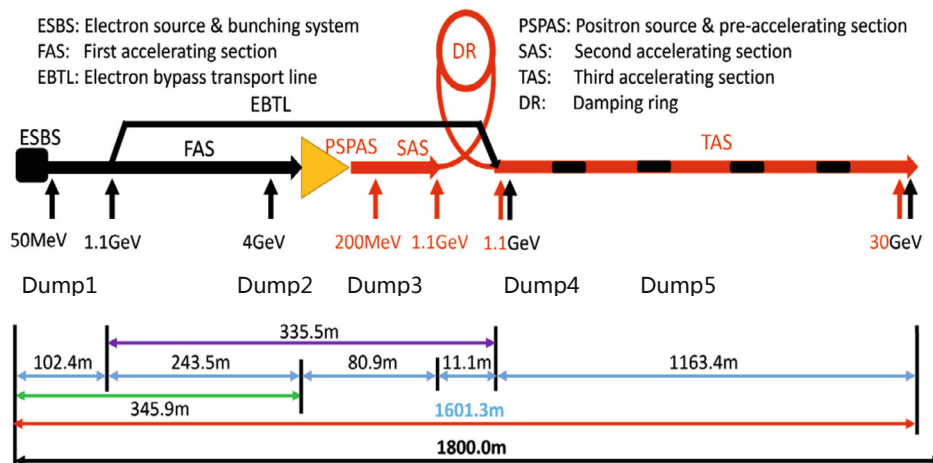 ESBS: Electron source & bunching system
FAS: First accelerating section
EBTL: Electron bypass transport line
PSPAS: Positron source & pre-accelerating section
SAS: Second accelerating section
TAS: Third accelerating section
DR: Damping ring
DR
EBTL
ESBS
FAS
PSPAS
SAS
TAS
50MeV
1.1GeV
4GeV
200MeV
1.1GeV
1.1GeV
30GeV
Dump1
Dump2
Dump3
Dump4
Dump5
335.5m
102.4m
243.5m
80.9m
11.1m
1163.4m
345.9m
1601.3m
1800.0m